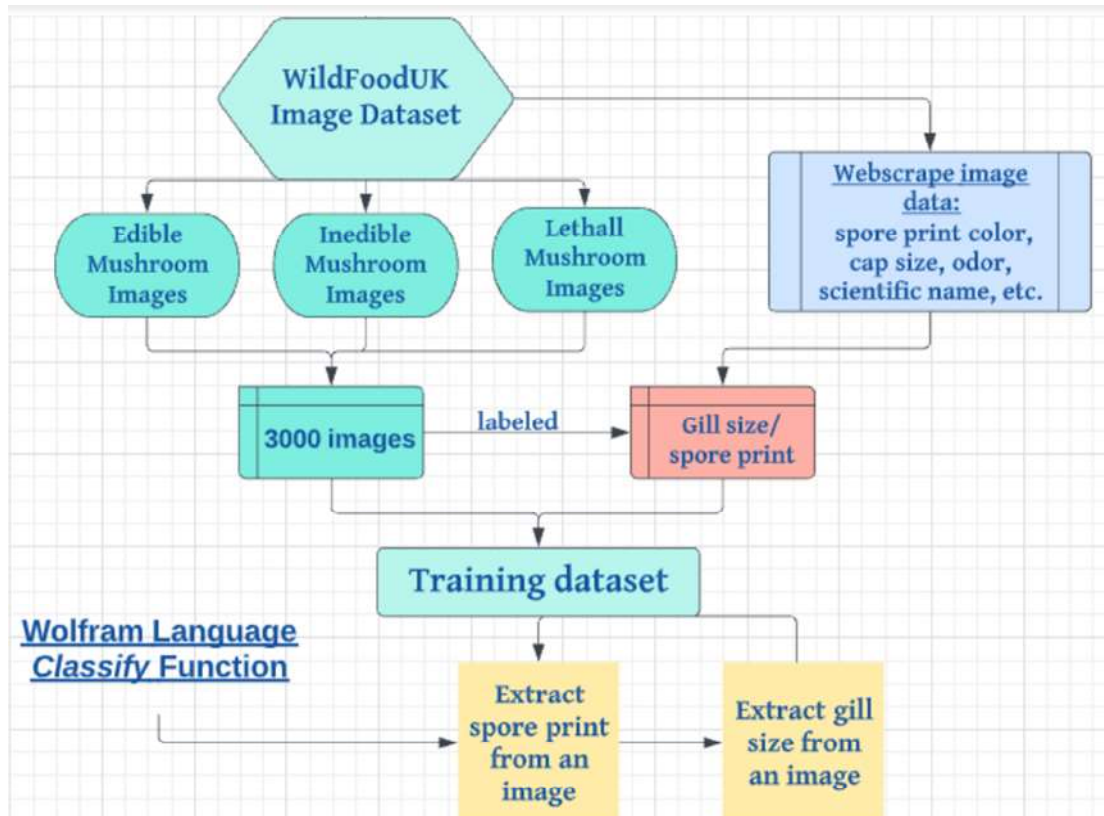 WildFoodUK
Image Dataset
Webscrape image
data:
spore print color,
cap size, odor,
scientific name, etc.
Edible
Mushroom
Images
Inedible
Mushroom
Images
Lethall
Mushroom
Images
3000 images
labeled
Gill size/
spore print
Training dataset
Wolfram Language
Classify Function
Extract
spore print
from an
image
Extract gill
size from
an image